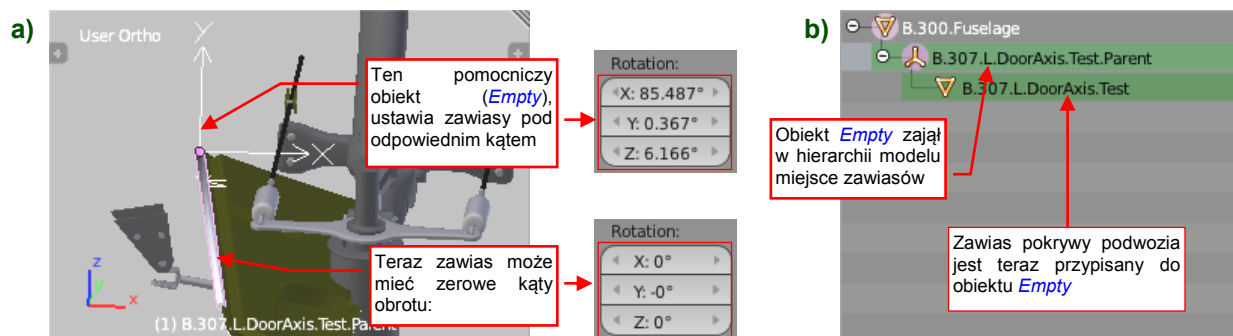 a)
User Ortho
Y
X
Ten pomocniczy
obiekt (Empty),
ustawia zawiasy pod
odpowiednim kątem
Teraz zawias może
mieć zerowe kąty
obrotu:
z
y
x
(1) B.307.L.DoorAxis.Test.Parent
Rotation:
X: 85.487°
Y: 0.367°
Z: 6.166°
Rotation:
X: 0°
Y: -0°
Z: 0°
b)
B.300.Fuselage
B.307.L.DoorAxis.Test.Parent
B.307.L.DoorAxis.Test
Obiekt Empty zajął
w hierarchii modelu
miejsce zawiasów
Zawias pokrywy podwozia
jest teraz przypisany do
obiektu Empty